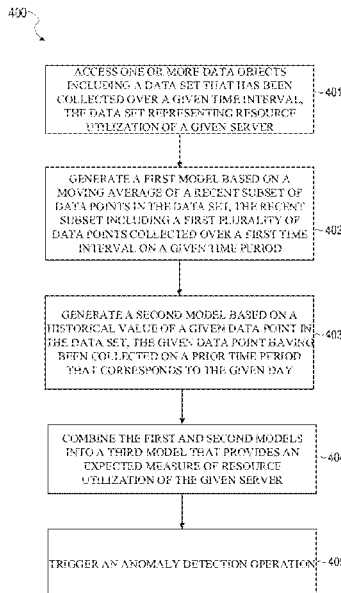 400
ACCESS ONE OR MORE DATA OBJECTS
INCLUDING A DATA SET THAT HAS BEEN
COLLECTED OVER A GIVEN TIME INTERVAL,
THE DATA SET REPRESENTING RESOURCE
UTILIZATION OF A GIVEN SERVER
401
GENERATE A FIRST MODEL BASED ON A
MOVING AVERAGE OF A RECENT SUBSET OF
DATA POINTS IN THE DATA SET, THE RECENT
SUBSET INCLUDING A FIRST PLURALITY OF
DATA POINTS COLLECTED OVER A FIRST TIME
INTERVAL ON A GIVEN TIME PERIOD
402
GENERATE A SECOND MODEL BASED ON A
HISTORICAL VALUE OF A GIVEN DATA POINT IN
THE DATA SET, THE GIVEN DATA POINT HAVING
BEEN COLLECTED ON A PRIOR TIME PERIOD
THAT CORRESPONDS TO THE GIVEN DAY
403
COMBINE THE FIRST AND SECOND MODELS
INTO A THIRD MODEL THAT PROVIDES AN
EXPECTED MEASURE OF RESOURCE
UTILIZATION OF THE GIVEN SERVER
TRIGGER AN ANOMALY DETECTION OPERATION